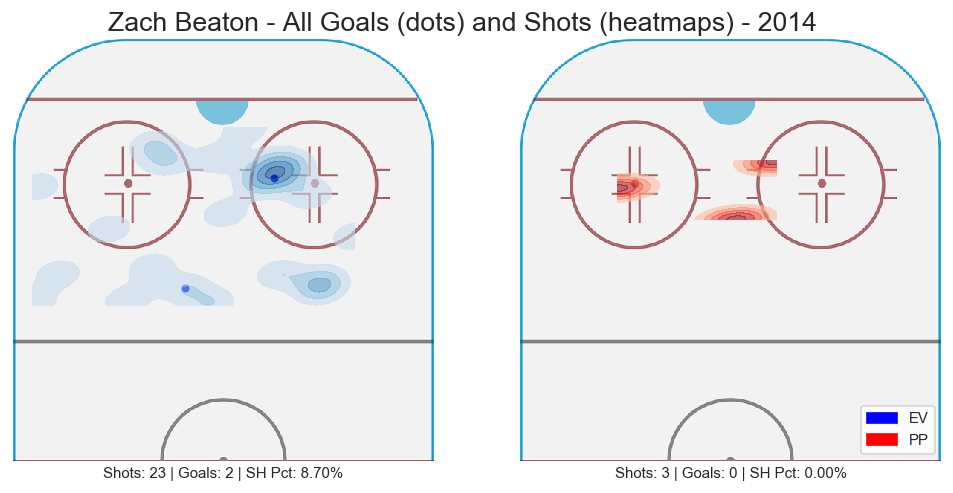 Zach Beaton - All Goals (dots) and Shots (heatmaps) - 2014
EV
PP
Shots: 23 | Goals: 2 | SH Pct: 8.70%
Shots: 3 | Goals: 0 | SH Pct: 0.00%